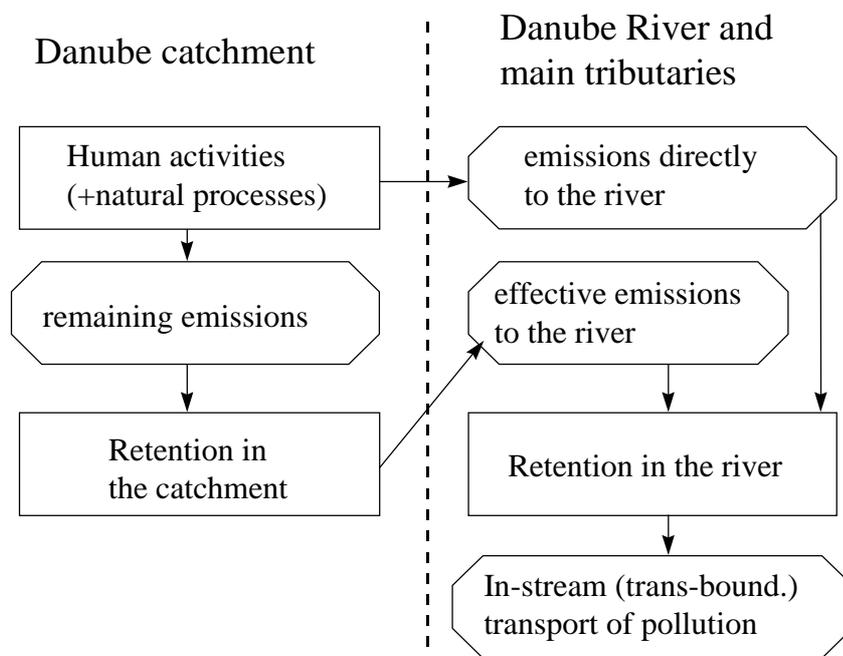 Danube catchment
Danube River and
main tributaries
Human activities
(+natural processes)
emissions directly
to the river
remaining emissions
effective emissions
to the river
Retention in
the catchment
Retention in the river
In-stream (trans-bound.)
transport of pollution